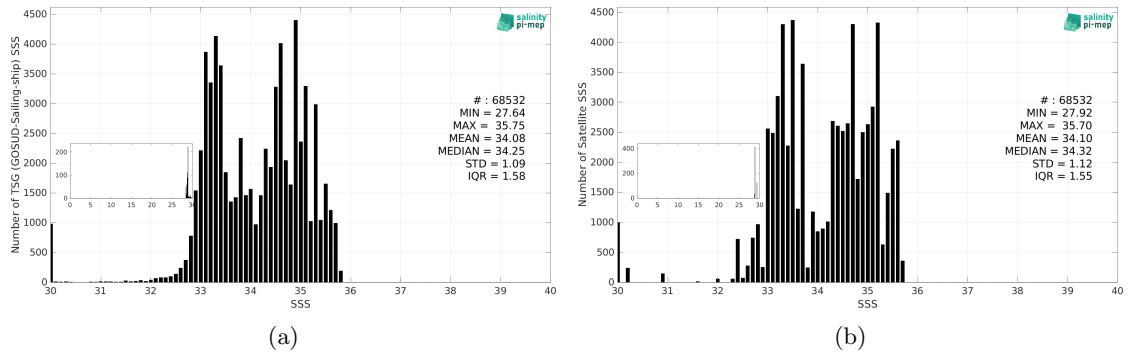 salinity
pi-mep
Number of TSG (GOSUD-Sailing-ship) SSS
4500
4000
3500
3000
2500
2000
1500
1000
500
0
# : 68532
MIN = 27.64
MAX = 35.75
MEAN = 34.08
MEDIAN = 34.25
STD = 1.09
IQR = 1.58
200
100
0
0 5 10 15 20 25 30
30 31 32 33 34 35 36 37 38 39 40
SSS
(a)
salinity
pi-mep
Number of Satellite SSS
4500
4000
3500
3000
2500
2000
1500
1000
500
0
# : 68532
MIN = 27.92
MAX = 35.70
MEAN = 34.10
MEDIAN = 34.32
STD = 1.12
IQR = 1.55
400
200
0
0 5 10 15 20 25 30
30 31 32 33 34 35 36 37 38 39 40
SSS
(b)